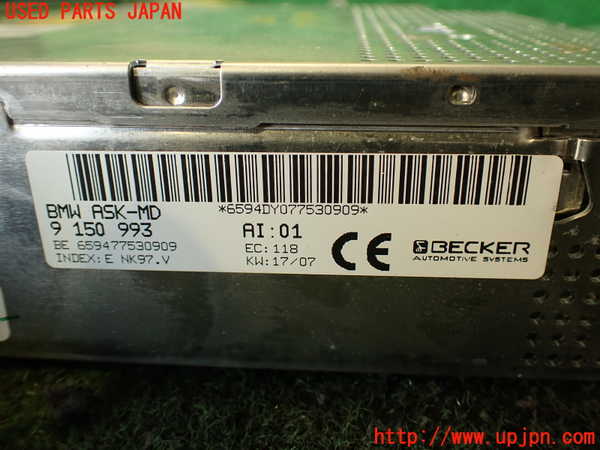 USED PARTS JAPAN
*6594DY077530909*
BMW ASK-MD
9 150 993
BE 659477530909
INDEX: E NK97.V
AI:01
EC: 118
KW: 17/07
CE
BECKER
AUTOMOTIVE SYSTEMS
http://www.upjpn.com/